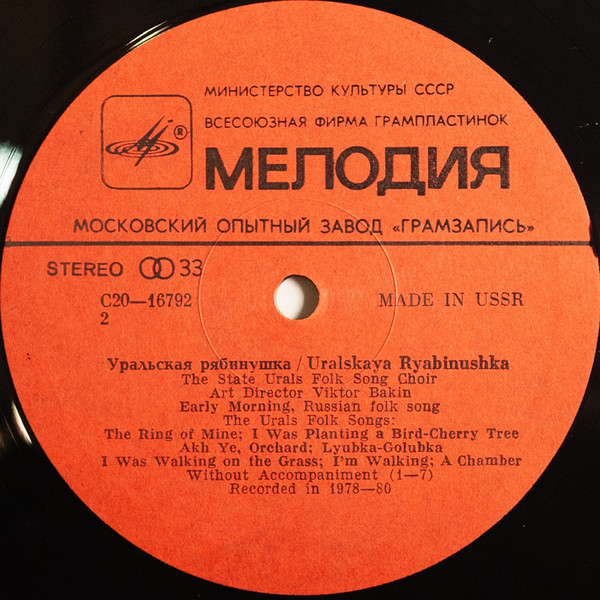 МИНИСТЕРСТВО КУЛЬТУРЫ СССР
ВСЕСОЮЗНАЯ ФИРМА ГРАМПЛАСТИНОК
®
МЕЛОДИЯ
МОСКОВСКИЙ ОПЫТНЫЙ ЗАВОД «ГРАМЗАПИСЬ»
STEREO 33
С20—16792
MADE IN USSR
2
Уральская рябинушка / Uralskaya Ryabinushka
The State Urals Folk Song Choir
Art Director Viktor Bakin
Early Morning, Russian folk song
The Urals Folk Songs:
The Ring of Mine; I Was Planting a Bird-Cherry Tree
Akh Ye, Orchard; Lyubka-Golubka
I Was Walking on the Grass; I'm Walking; A Chamber
Without Accompaniment (1—7)
Recorded in 1978—80